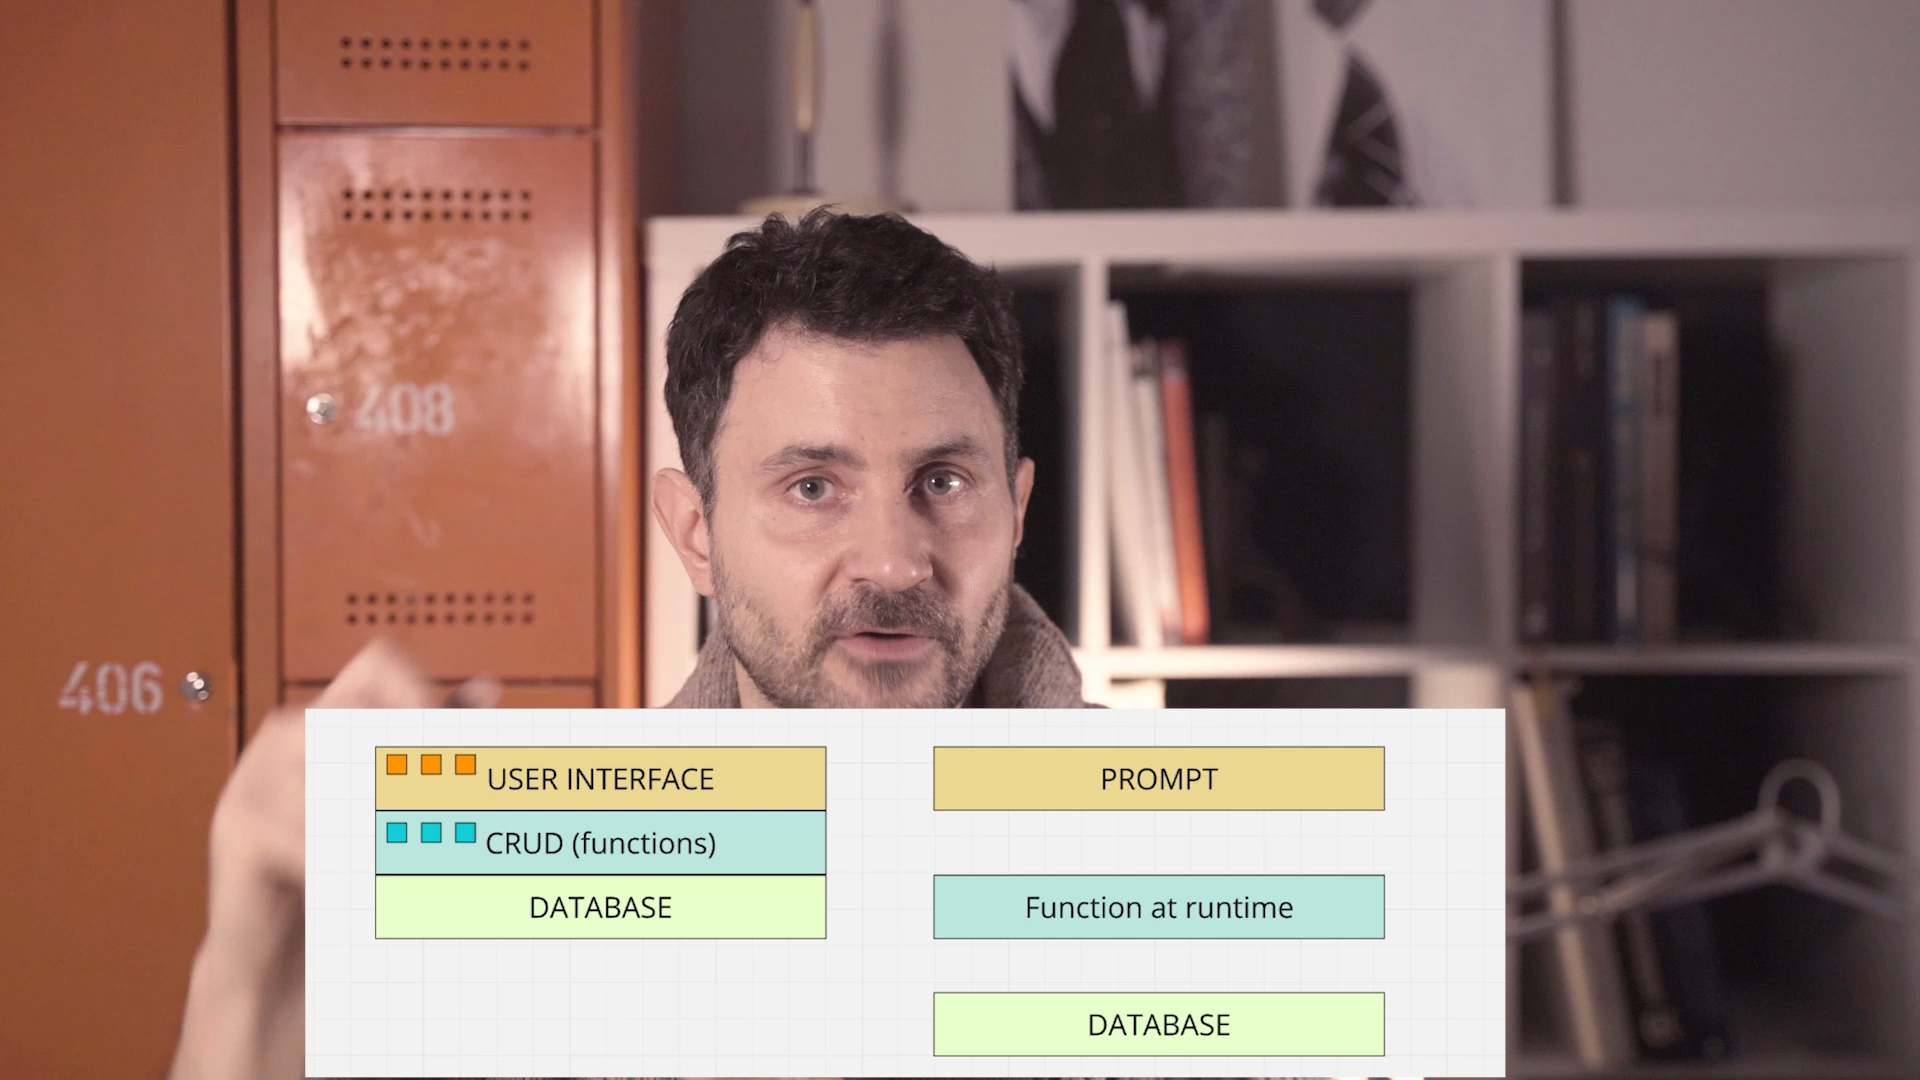 408
406
USER INTERFACE
CRUD (functions)
DATABASE
PROMPT
Function at runtime
DATABASE